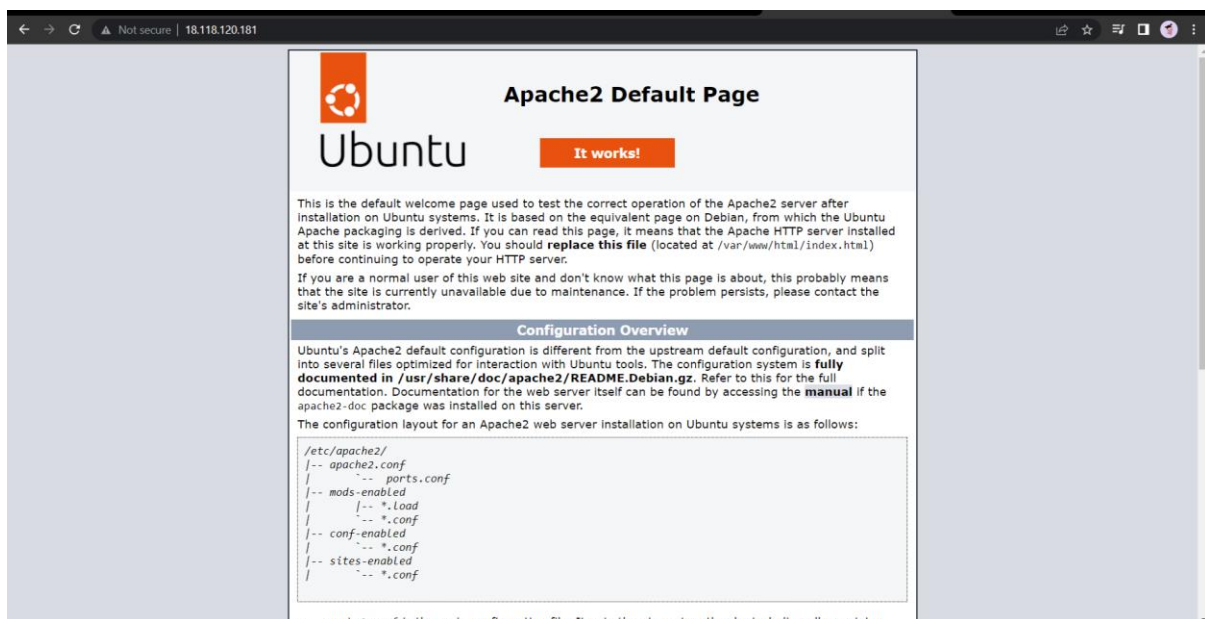 Not secure | 18.118.120.181
Apache2 Default Page
Ubuntu
It works!
This is the default welcome page used to test the correct operation of the Apache2 server after
installation on Ubuntu systems. It is based on the equivalent page on Debian, from which the Ubuntu
Apache packaging is derived. If you can read this page, it means that the Apache HTTP server installed
at this site is working properly. You should replace this file (located at /var/www/html/index.html)
before continuing to operate your HTTP server.
If you are a normal user of this web site and don't know what this page is about, this probably means
that the site is currently unavailable due to maintenance. If the problem persists, please contact the
site's administrator.
Configuration Overview
Ubuntu's Apache2 default configuration is different from the upstream default configuration, and split
into several files optimized for interaction with Ubuntu tools. The configuration system is fully
documented in /usr/share/doc/apache2/README.Debian.gz. Refer to this for the full
documentation. Documentation for the web server itself can be found by accessing the manual if the
apache2-doc package was installed on this server.
The configuration layout for an Apache2 web server installation on Ubuntu systems is as follows:
/etc/apache2/
|-- apache2.conf
|       `--  ports.conf
|-- mods-enabled
|       |-- *.load
|       `-- *.conf
|-- conf-enabled
|       `-- *.conf
|-- sites-enabled
|       `-- *.conf